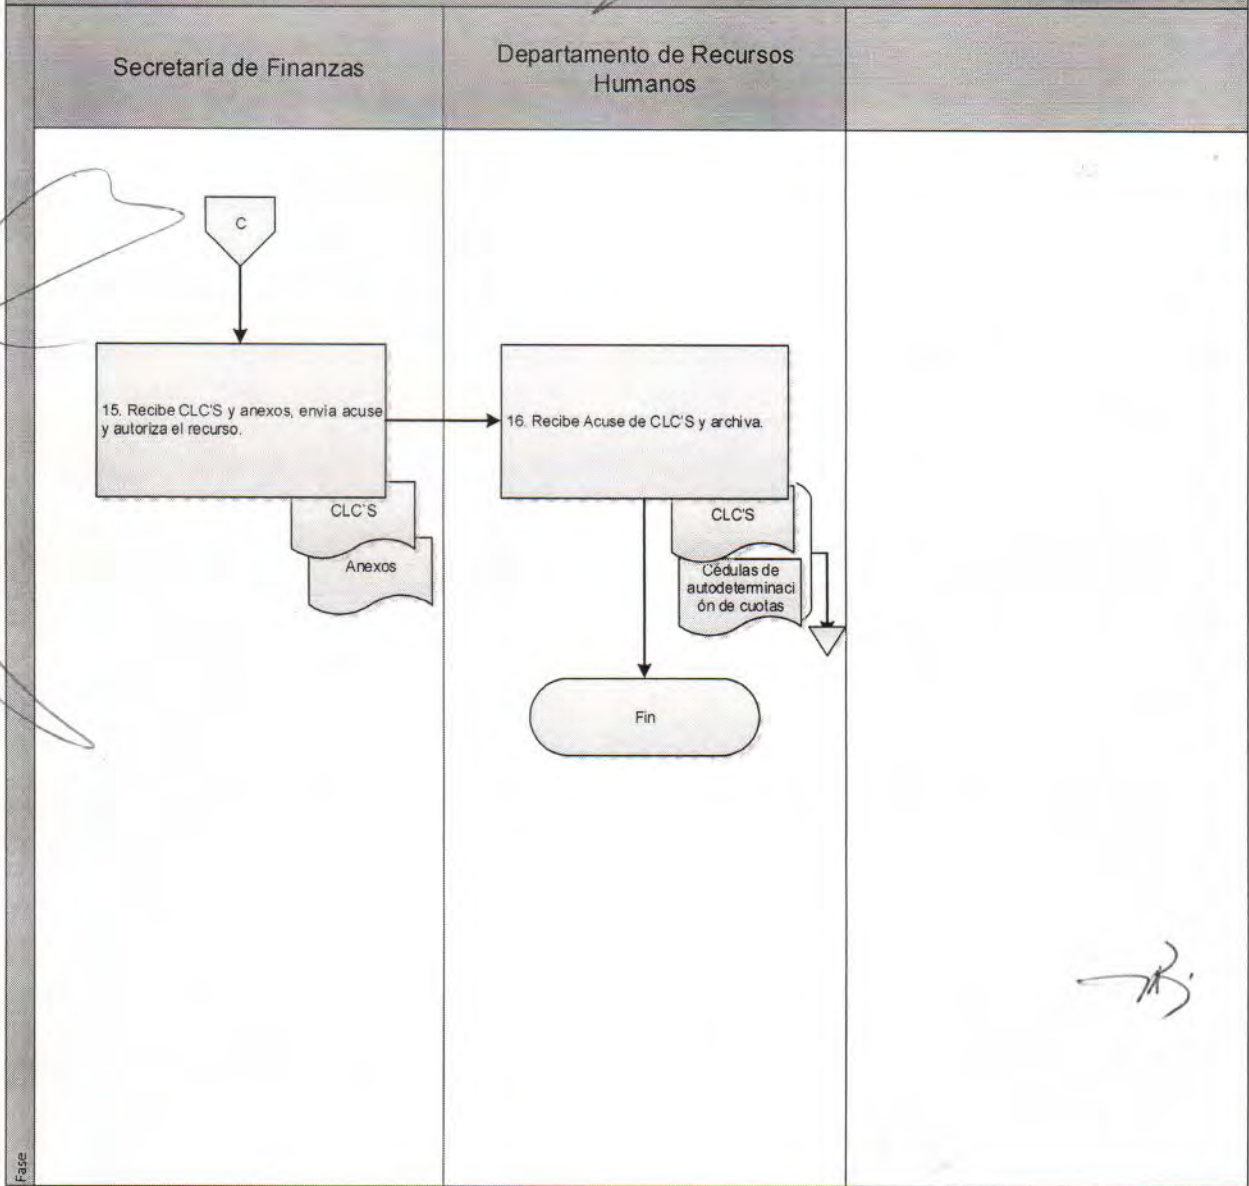 Secretaría de Finanzas
Departamento de Recursos
Humanos
C
15. Recibe CLC'S y anexos, envia acuse
y autoriza el recurso.
16. Recibe Acuse de CLC'S y archiva.
CLC`S
Anexos
CLC'S
Cédulas de
autodeterminaci
ón de cuotas
Fin
Fase